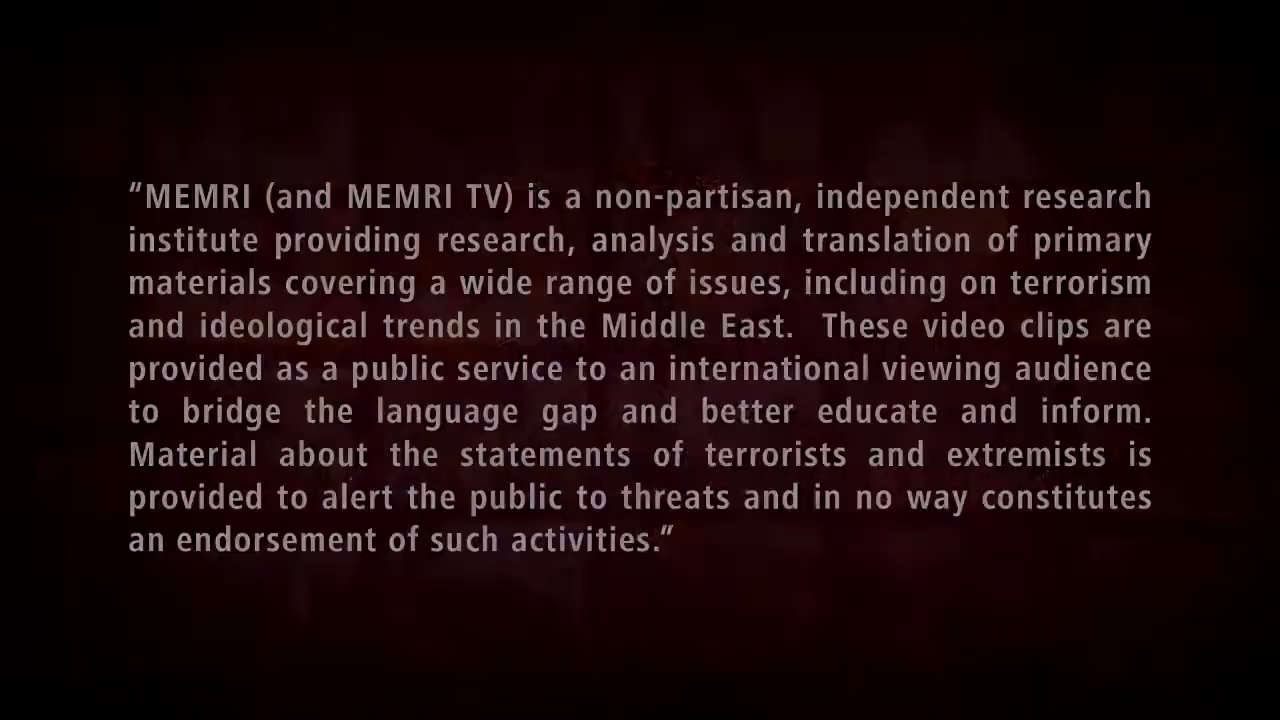 “MEMRI (and MEMRI TV) is a non-partisan, independent research
institute providing research, analysis and translation of primary
materials covering a wide range of issues, including on terrorism
and ideological trends in the Middle East.  These video clips are
provided as a public service to an international viewing audience
to bridge the language gap and better educate and inform.
Material about the statements of terrorists and extremists is
provided to alert the public to threats and in no way constitutes
an endorsement of such activities.”